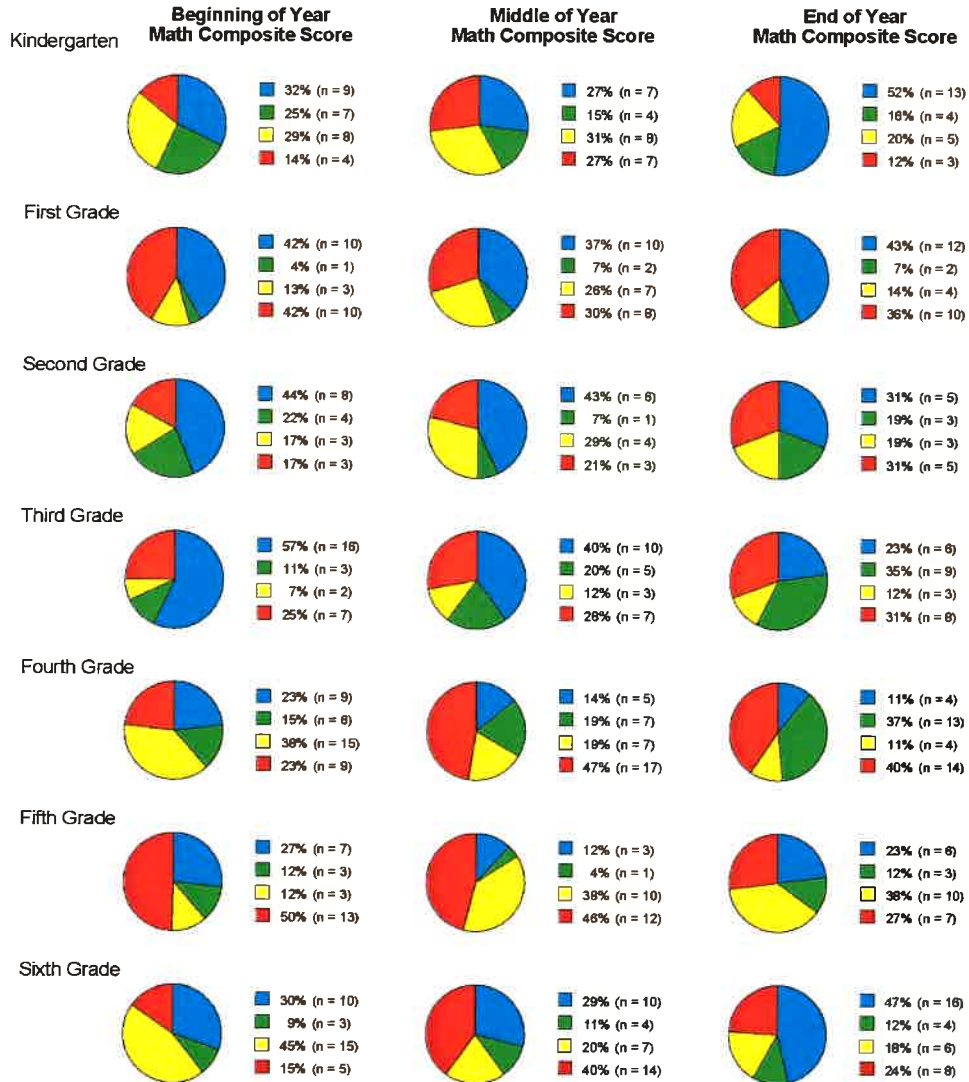 Beginning of Year
Math Composite Score
Middle of Year
Math Composite Score
End of Year
Math Composite Score
Kindergarten
32% (n = 9)
25% (n = 7)
29% (n = 8)
14% (n = 4)
27% (n = 7)
15% (n = 4)
31% (n = 8)
27% (n = 7)
52% (n = 13)
16% (n = 4)
20% (n = 5)
12% (n = 3)
First Grade
42% (n = 10)
4% (n = 1)
13% (n = 3)
42% (n = 10)
37% (n = 10)
7% (n = 2)
26% (n = 7)
30% (n = 8)
43% (n = 12)
7% (n = 2)
14% (n = 4)
36% (n = 10)
Second Grade
44% (n = 8)
22% (n = 4)
17% (n = 3)
17% (n = 3)
43% (n = 6)
7% (n = 1)
29% (n = 4)
21% (n = 3)
31% (n = 5)
19% (n = 3)
19% (n = 3)
31% (n = 5)
Third Grade
57% (n = 16)
11% (n = 3)
7% (n = 2)
25% (n = 7)
40% (n = 10)
20% (n = 5)
12% (n = 3)
28% (n = 7)
23% (n = 6)
35% (n = 9)
12% (n = 3)
31% (n = 8)
Fourth Grade
23% (n = 9)
15% (n = 6)
38% (n = 15)
23% (n = 9)
14% (n = 5)
19% (n = 7)
19% (n = 7)
47% (n = 17)
11% (n = 4)
37% (n = 13)
11% (n = 4)
40% (n = 14)
Fifth Grade
27% (n = 7)
12% (n = 3)
12% (n = 3)
50% (n = 13)
12% (n = 3)
4% (n = 1)
38% (n = 10)
46% (n = 12)
23% (n = 6)
12% (n = 3)
38% (n = 10)
27% (n = 7)
Sixth Grade
30% (n = 10)
9% (n = 3)
45% (n = 15)
15% (n = 5)
29% (n = 10)
11% (n = 4)
20% (n = 7)
40% (n = 14)
47% (n = 16)
12% (n = 4)
18% (n = 6)
24% (n = 8)